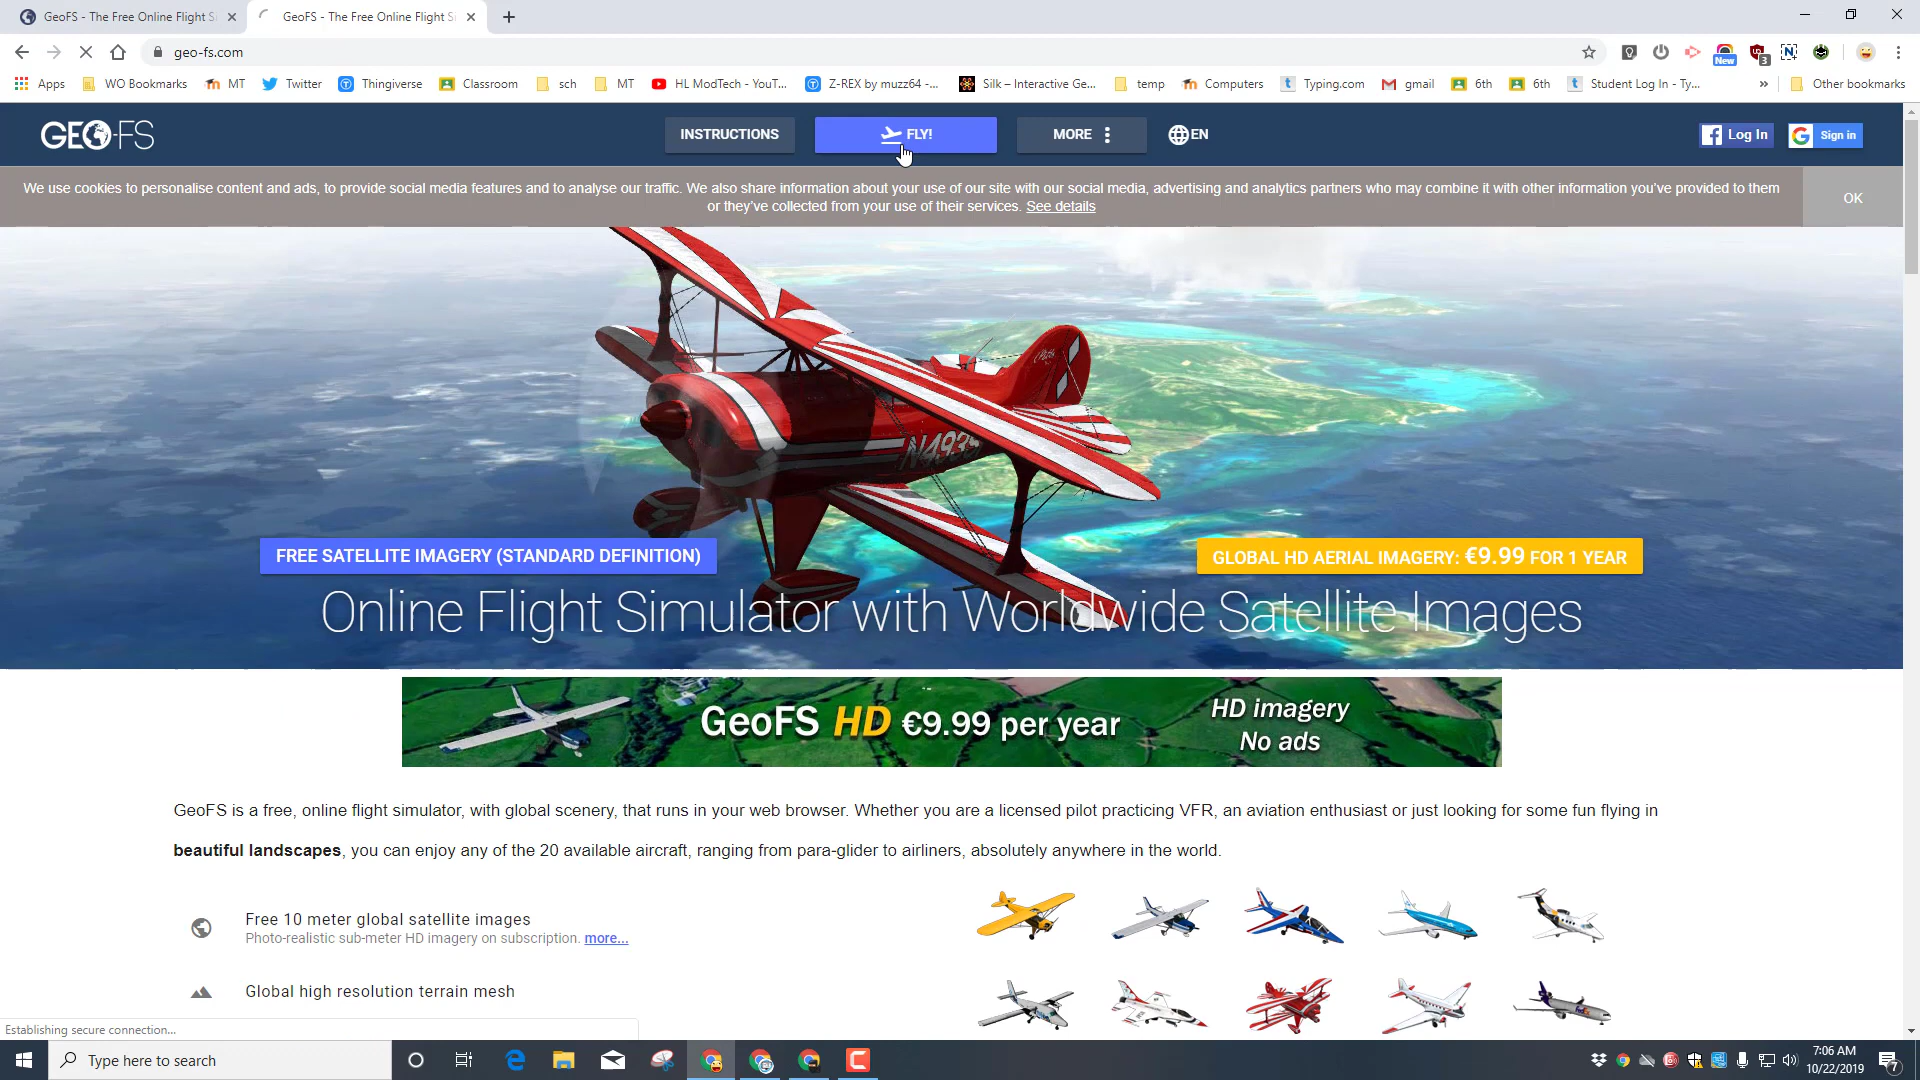 GeoFS - The Free Online Flight Si
GeoFS - The Free Online Flight Si
geo-fs.com
New
3
Apps
WO Bookmarks
MT
Twitter
Thingiverse
Classroom
sch
MT
HL ModTech - YouT...
Z-REX by muzz64 -...
Silk – Interactive Ge...
temp
Computers
Typing.com
gmail
6th
6th
Student Log In - Ty...
»
Other bookmarks
GEO-FS
INSTRUCTIONS
FLY!
MORE
EN
Log In
Sign in
We use cookies to personalise content and ads, to provide social media features and to analyse our traffic. We also share information about your use of our site with our social media, advertising and analytics partners who may combine it with other information you've provided to them
or they've collected from your use of their services. See details
OK
FREE SATELLITE IMAGERY (STANDARD DEFINITION)
GLOBAL HD AERIAL IMAGERY: €9.99 FOR 1 YEAR
Online Flight Simulator with Worldwide Satellite Images
GeoFS HD €9.99 per year
HD imagery
No ads
GeoFS is a free, online flight simulator, with global scenery, that runs in your web browser. Whether you are a licensed pilot practicing VFR, an aviation enthusiast or just looking for some fun flying in
beautiful landscapes, you can enjoy any of the 20 available aircraft, ranging from para-glider to airliners, absolutely anywhere in the world.
Free 10 meter global satellite images
Photo-realistic sub-meter HD imagery on subscription. more...
Global high resolution terrain mesh
Establishing secure connection...
Type here to search
7:06 AM
10/22/2019
7